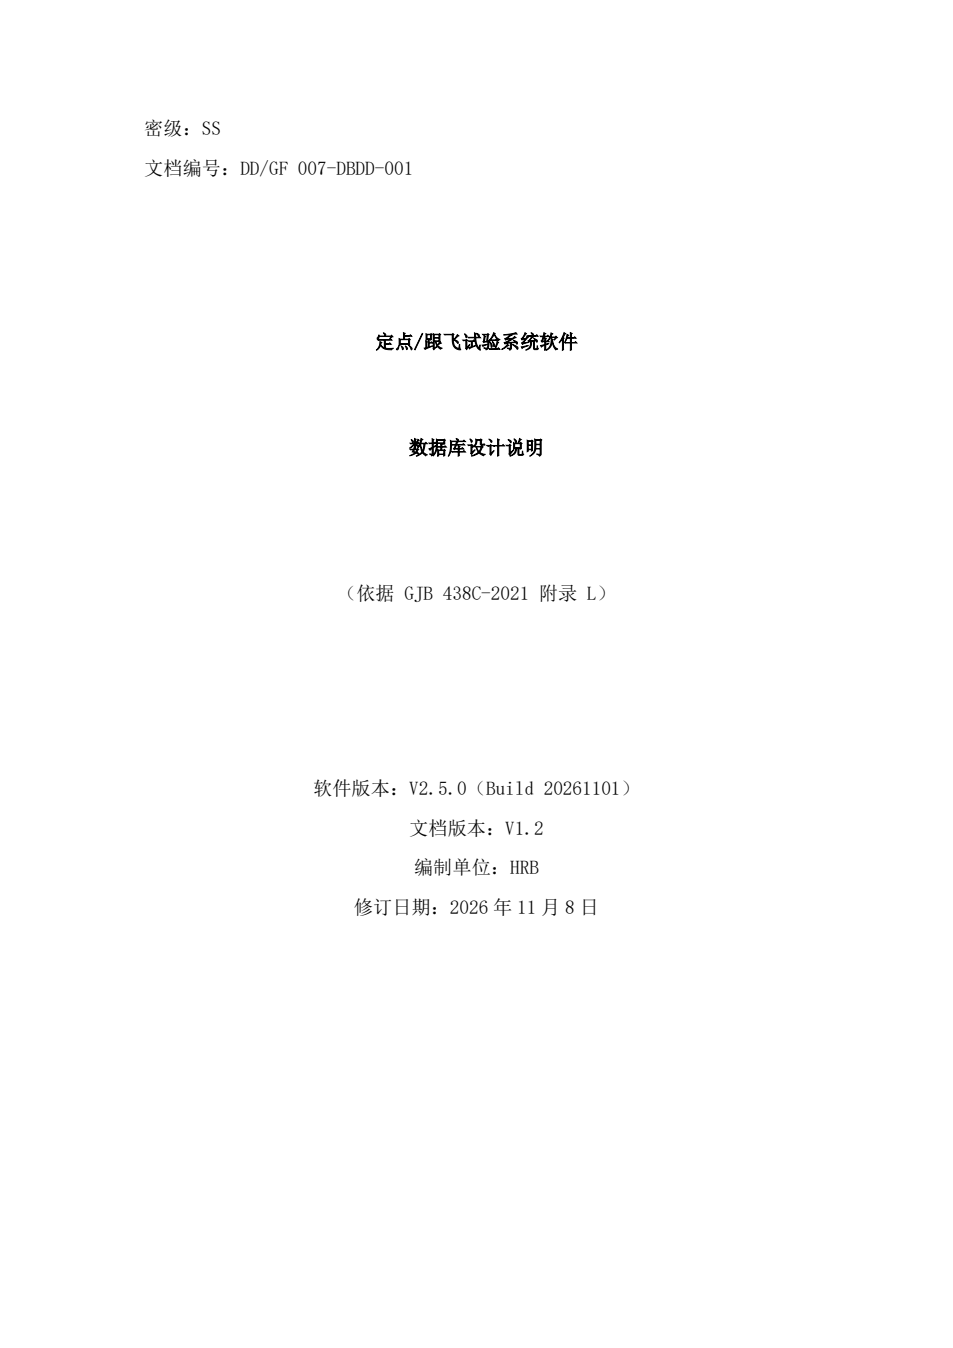 密级：SS
文档编号：DD/GF 007-DBDD-001
定点/跟飞试验系统软件
数据库设计说明
（依据 GJB 438C-2021 附录 L）
软件版本：V2.5.0（Build 20261101）
文档版本：V1.2
编制单位：HRB
修订日期：2026 年 11 月 8 日